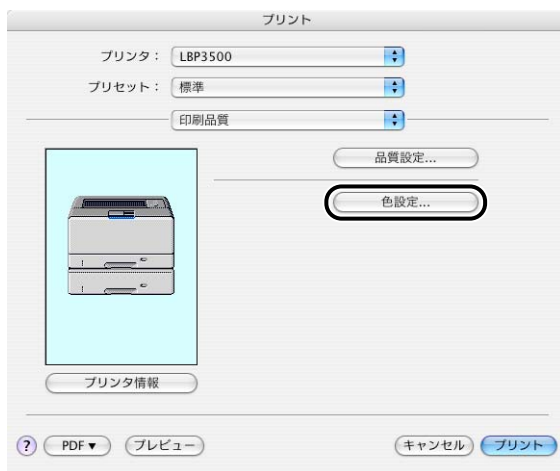 プリント
プリンタ： LBP3500
プリセット： 標準
印刷品質
品質設定...
色設定...
プリンタ情報
? PDF▼ プレビュー キャンセル プリント